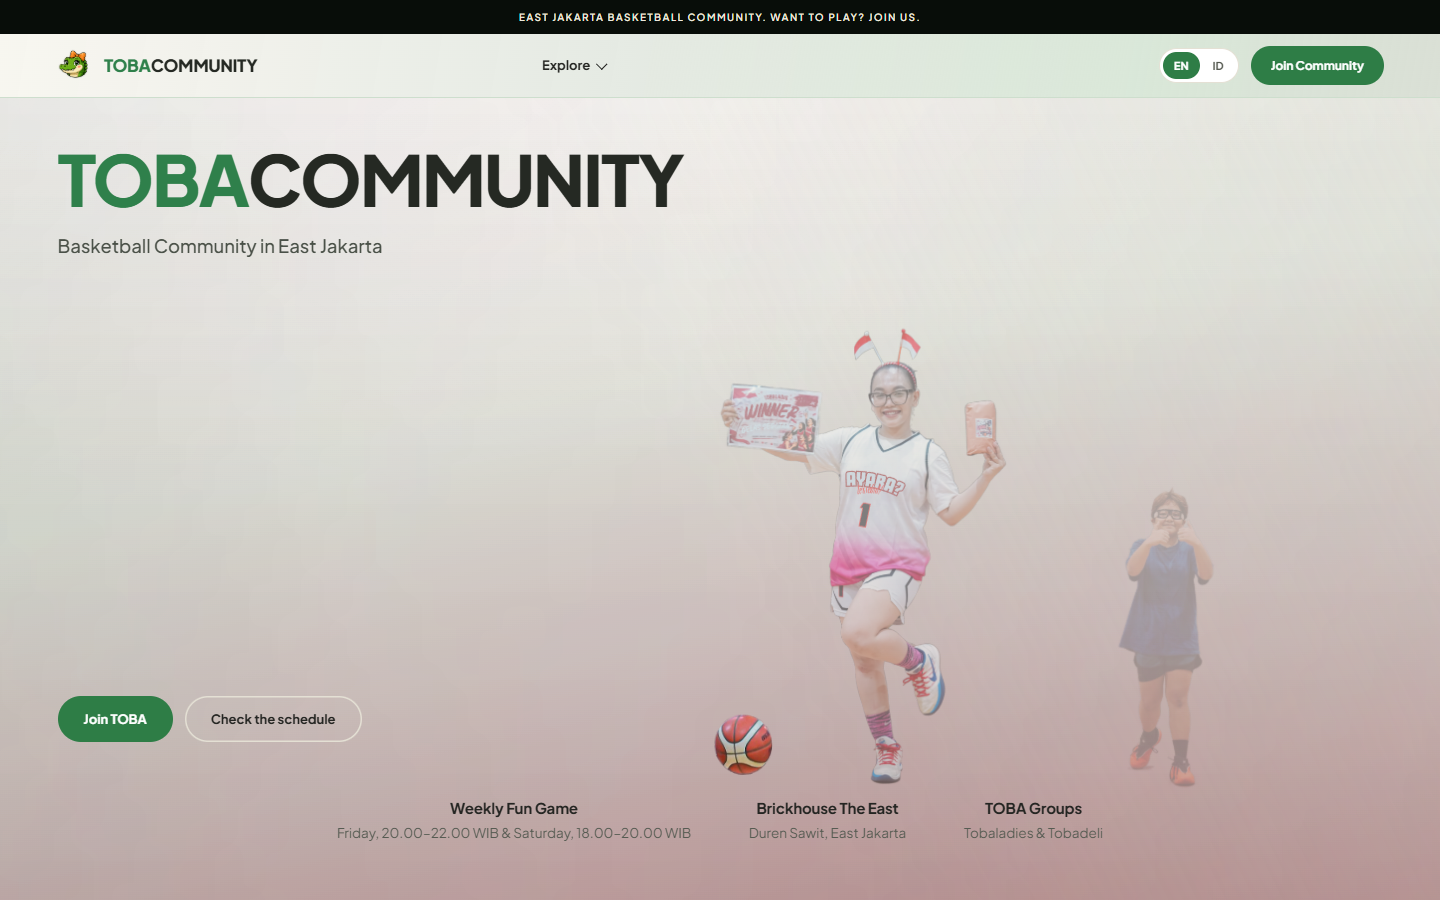 EAST JAKARTA BASKETBALL COMMUNITY. WANT TO PLAY? JOIN US.
TOBACOMMUNITY
Explore
EN
ID
Join Community
TOBACOMMUNITY
Basketball Community in East Jakarta
WINNER
AYARA?
1
Join TOBA
Check the schedule
Weekly Fun Game
Friday, 20.00–22.00 WIB & Saturday, 18.00–20.00 WIB
Brickhouse The East
Duren Sawit, East Jakarta
TOBA Groups
Tobaladies & Tobadeli